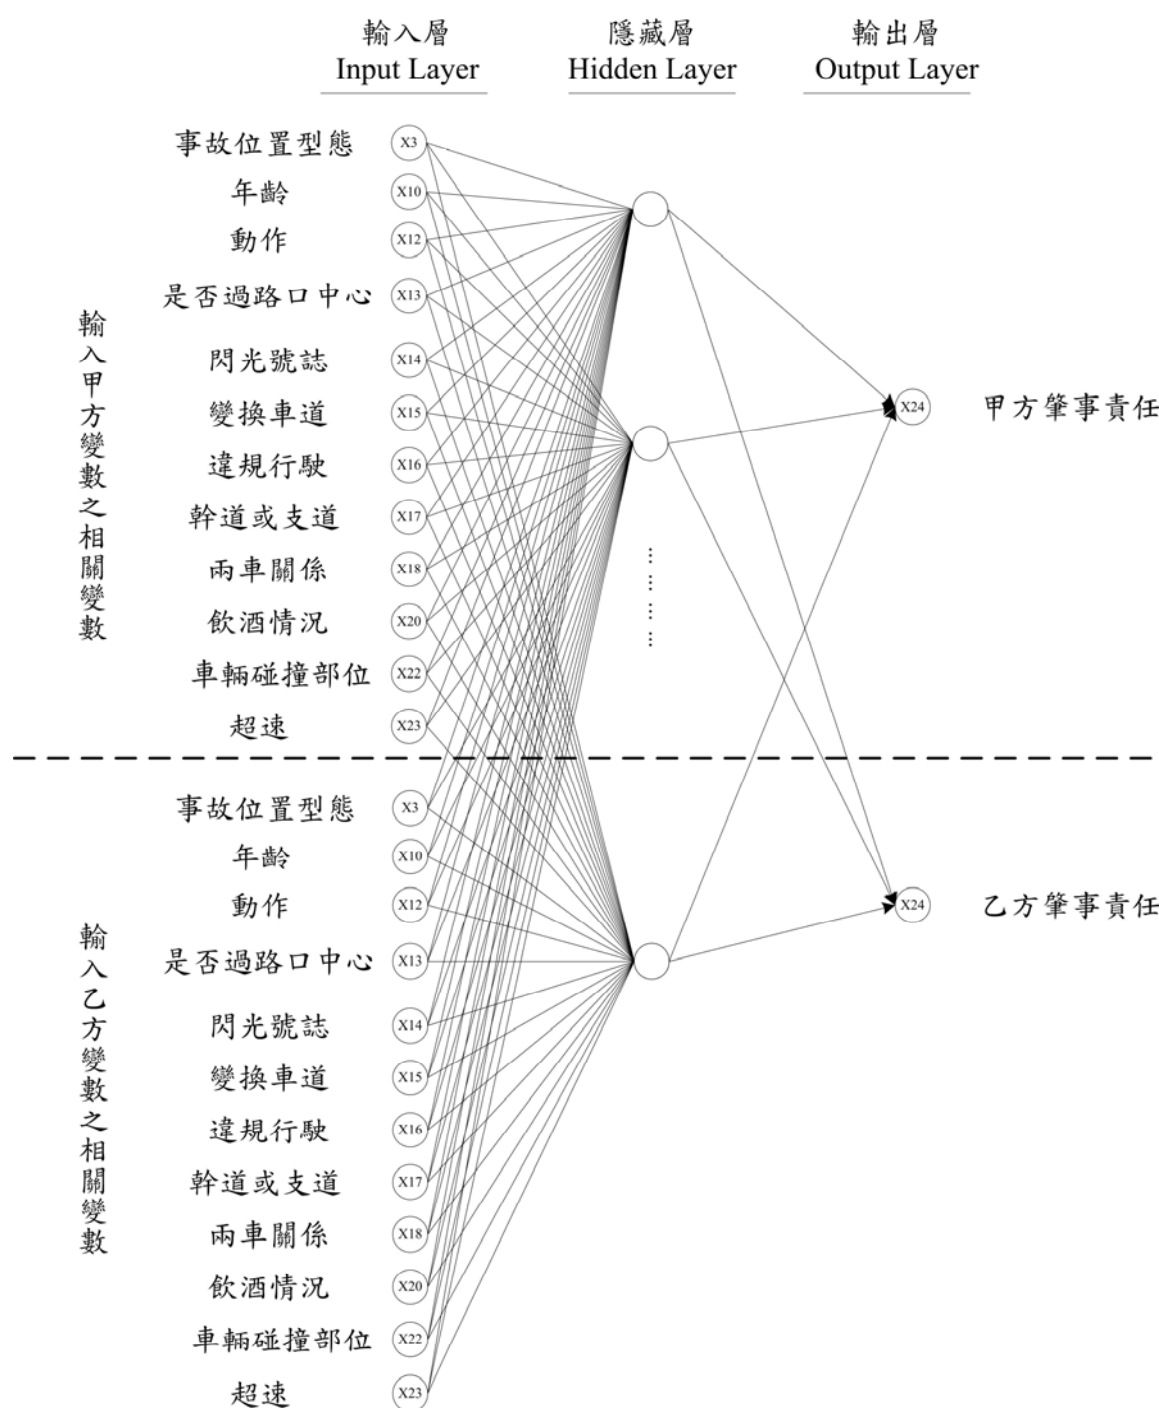 輸入層
Input Layer
隱藏層
Hidden Layer
輸出層
Output Layer
輸入甲方變數之相關變數
事故位置型態 X3
年齡 X10
動作 X12
是否過路口中心 X13
閃光號誌 X14
變換車道 X15
違規行駛 X16
幹道或支道 X17
兩車關係 X18
飲酒情況 X20
車輛碰撞部位 X22
超速 X23
X24 甲方肇事責任
輸入乙方變數之相關變數
事故位置型態 X3
年齡 X10
動作 X12
是否過路口中心 X13
閃光號誌 X14
變換車道 X15
違規行駛 X16
幹道或支道 X17
兩車關係 X18
飲酒情況 X20
車輛碰撞部位 X22
超速 X23
X24 乙方肇事責任